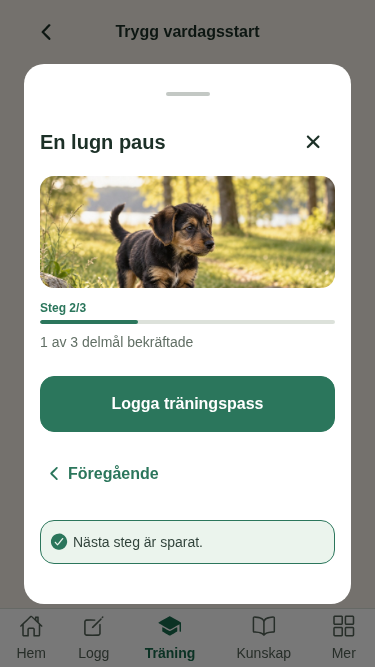 Trygg vardagsstart
En lugn paus
Steg 2/3
1 av 3 delmål bekräftade
Logga träningspass
Föregående
Nästa steg är sparat.
Hem Logg Träning Kunskap Mer